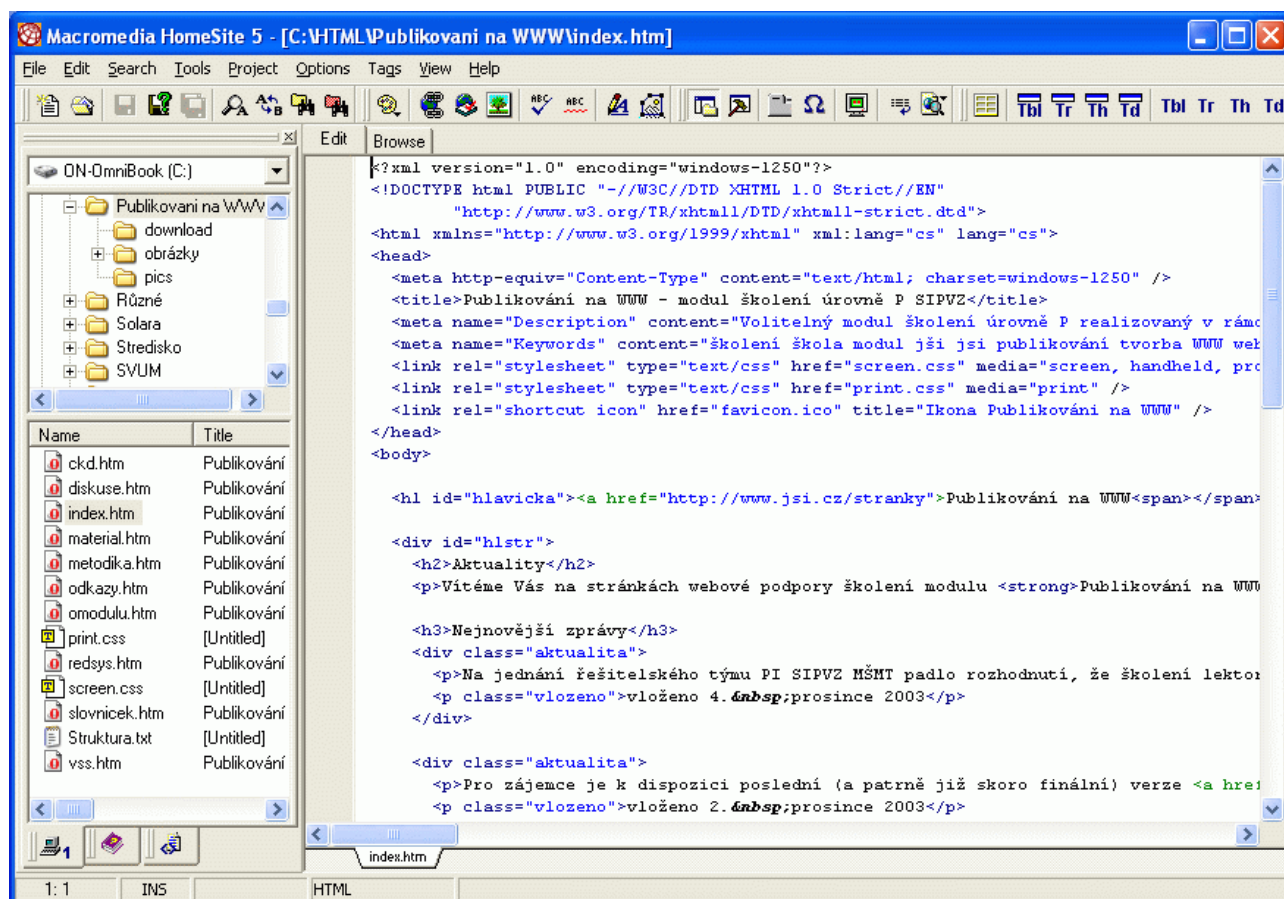 Macromedia HomeSite 5 - [C:\HTML\Publikovani na WWW\index.htm]
File Edit Search Tools Project Options Tags View Help
ABC ABC Ω Tbl Tr Th Td Tbl Tr Th Td
ON-OmniBook (C:)
Publikovani na WWW
download
obrázky
pics
Různé
Solara
Stredisko
SVUM
Name Title
ckd.htm Publikování
diskuse.htm Publikování
index.htm Publikování
material.htm Publikování
metodika.htm Publikování
odkazy.htm Publikování
omodulu.htm Publikování
print.css [Untitled]
redsys.htm Publikování
screen.css [Untitled]
slovnicek.htm Publikování
Struktura.txt [Untitled]
vss.htm Publikování
1
Edit Browse
<?xml version="1.0" encoding="windows-1250"?>
<!DOCTYPE html PUBLIC "-//W3C//DTD XHTML 1.0 Strict//EN"
"http://www.w3.org/TR/xhtml1/DTD/xhtml1-strict.dtd">
<html xmlns="http://www.w3.org/1999/xhtml" xml:lang="cs" lang="cs">
<head>
<meta http-equiv="Content-Type" content="text/html; charset=windows-1250" />
<title>Publikování na WWW - modul školení úrovně P SIPVZ</title>
<meta name="Description" content="Volitelný modul školení úrovně P realizovaný v rámc
<meta name="Keywords" content="školení škola modul jši jsi publikování tvorba WWW web
<link rel="stylesheet" type="text/css" href="screen.css" media="screen, handheld, pro
<link rel="stylesheet" type="text/css" href="print.css" media="print" />
<link rel="shortcut icon" href="favicon.ico" title="Ikona Publikováni na WWW" />
</head>
<body>
<h1 id="hlavicka"><a href="http://www.jsi.cz/stranky">Publikování na WWW<span></span>
<div id="hlstr">
<h2>Aktuality</h2>
<p>Vítéme Vás na stránkách webové podpory školení modulu <strong>Publikování na WWW
<h3>Nejnovější zprávy</h3>
<div class="aktualita">
<p>Na jednání řešitelského týmu PI SIPVZ MŠMT padlo rozhodnutí, že školení lektor
<p class="vlozeno">vloženo 4.&nbsp;prosince 2003</p>
</div>
<div class="aktualita">
<p>Pro zájemce je k dispozici poslední (a patrně již skoro finální) verze <a href
<p class="vlozeno">vloženo 2.&nbsp;prosince 2003</p>
index.htm
1: 1 INS HTML